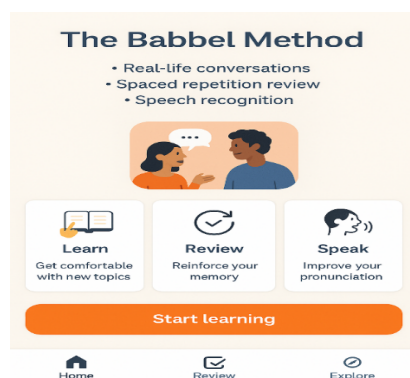 The Babbel Method
• Real-life conversations
• Spaced repetition review
• Speech recognition
Learn
Get comfortable
with new topics
Review
Reinforce your
memory
Speak
Improve your
pronunciation
Start learning
Home
Review
Explore